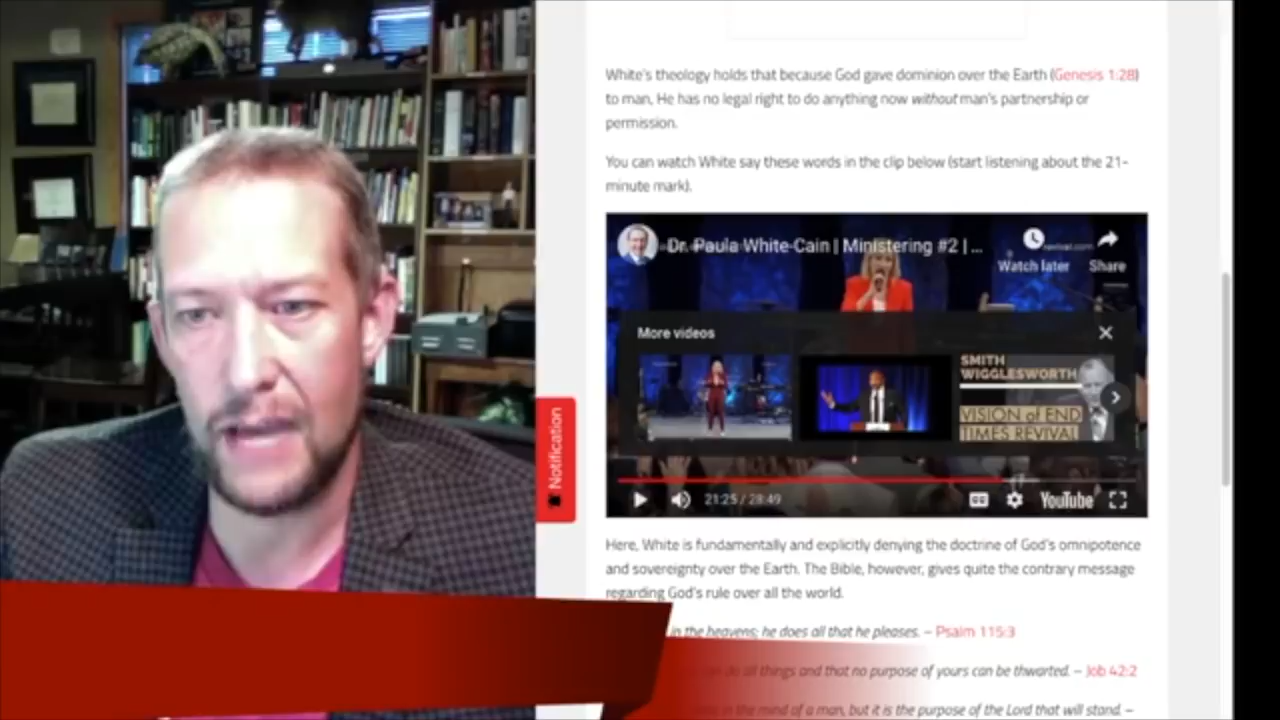 White's theology holds that because God gave dominion over the Earth (Genesis 1:28)
to man, He has no legal right to do anything now without man's partnership or
permission.
You can watch White say these words in the clip below (start listening about the 21-
minute mark).
Dr. Paula White-Cain | Ministering #2 | ...
Watch later
Share
More videos
SMITH
WIGGLESWORTH
VISION of END
TIMES REVIVAL
21:25 / 28:49
CC
YouTube
Notification
Here, White is fundamentally and explicitly denying the doctrine of God's omnipotence
and sovereignty over the Earth. The Bible, however, gives quite the contrary message
regarding God's rule over all the world.
in the heavens; he does all that he pleases. – Psalm 115:3
do all things and that no purpose of yours can be thwarted. – Job 42:2
in the mind of a man, but it is the purpose of the Lord that will stand. –